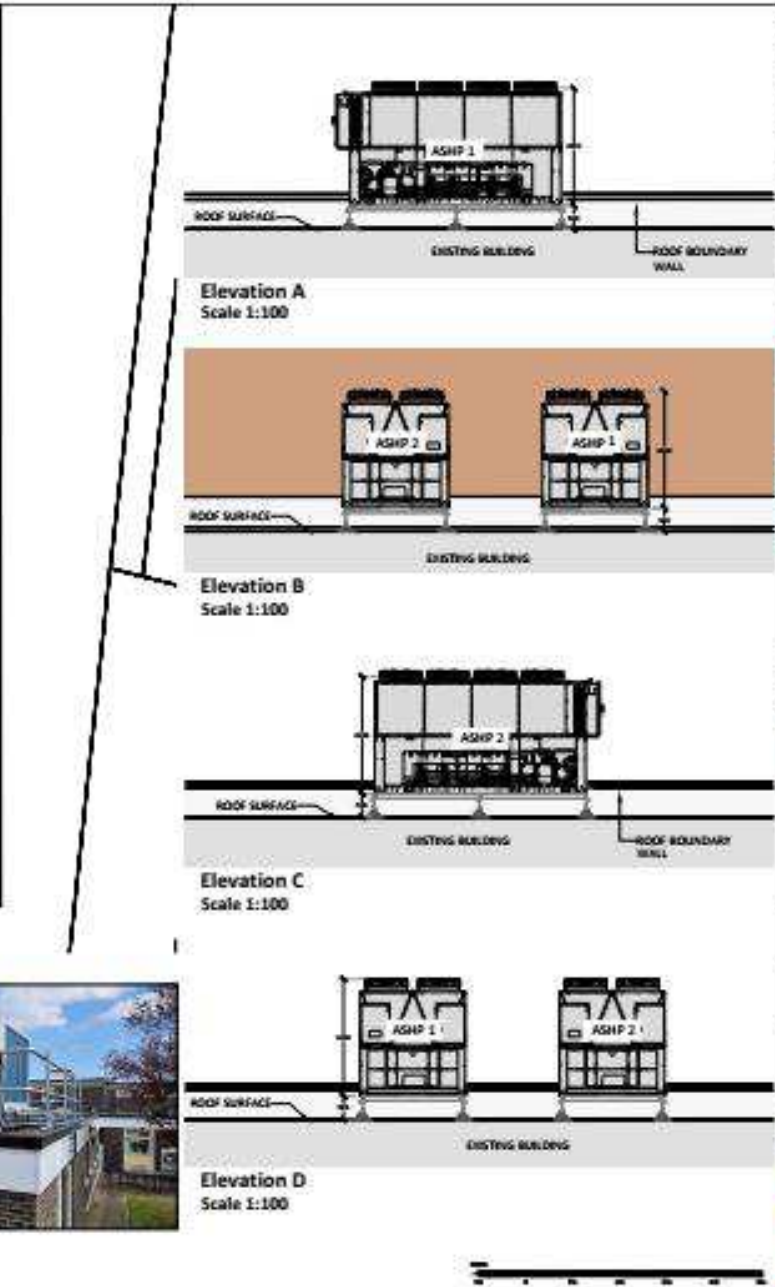 ASHP 1
ROOF SURFACE
EXISTING BUILDING
ROOF BOUNDARY
WALL
Elevation A
Scale 1:100
ASHP 2
ASHP 1
ROOF SURFACE
EXISTING BUILDING
Elevation B
Scale 1:100
ASHP 2
ROOF SURFACE
EXISTING BUILDING
ROOF BOUNDARY
WALL
Elevation C
Scale 1:100
ASHP 1
ASHP 2
ROOF SURFACE
EXISTING BUILDING
Elevation D
Scale 1:100